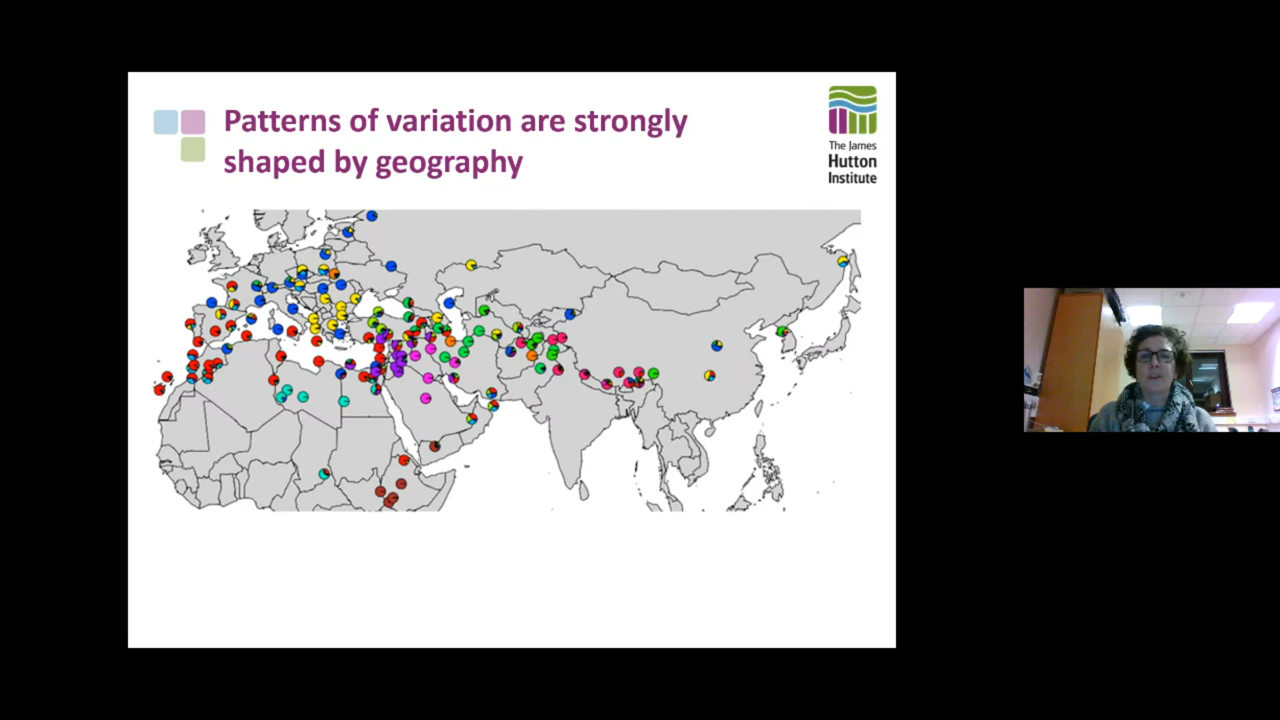 Patterns of variation are strongly
shaped by geography
The James
Hutton
Institute